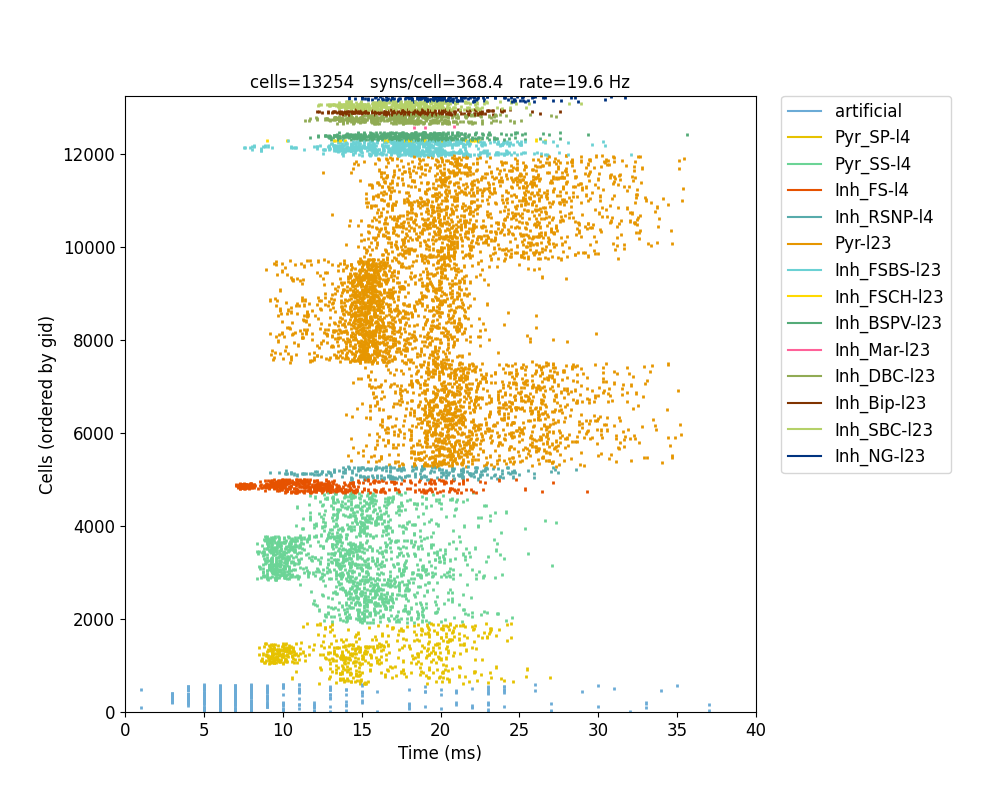 cells=13254   syns/cell=368.4   rate=19.6 Hz
Cells (ordered by gid)
12000
10000
8000
6000
4000
2000
0
0 5 10 15 20 25 30 35 40
Time (ms)
artificial
Pyr_SP-l4
Pyr_SS-l4
Inh_FS-l4
Inh_RSNP-l4
Pyr-l23
Inh_FSBS-l23
Inh_FSCH-l23
Inh_BSPV-l23
Inh_Mar-l23
Inh_DBC-l23
Inh_Bip-l23
Inh_SBC-l23
Inh_NG-l23